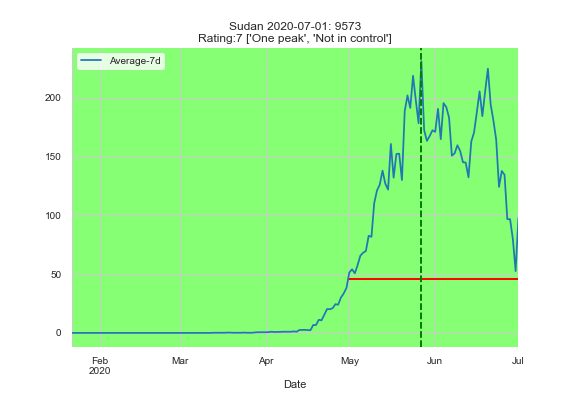 Sudan 2020-07-01: 9573
Rating:7 ['One peak', 'Not in control']
Average-7d
200
150
100
50
0
Feb
2020
Mar
Apr
May
Jun
Jul
Date